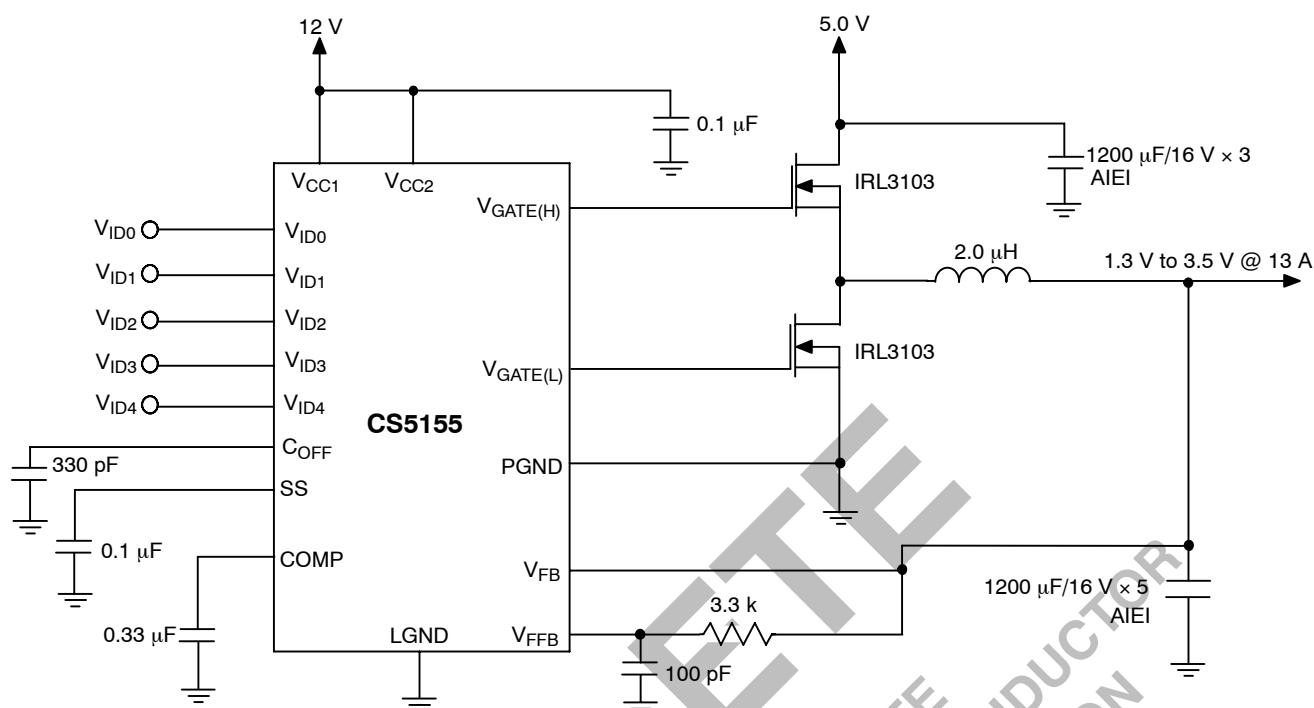 12 V
5.0 V
0.1 μF
1200 μF/16 V × 3
AIEI
VCC1
VCC2
VGATE(H)
IRL3103
VID0
VID0
VID1
VID1
VID2
VID2
VID3
VID3
VID4
VID4
2.0 μH
1.3 V to 3.5 V @ 13 A
IRL3103
VGATE(L)
CS5155
COFF
330 pF
PGND
SS
0.1 μF
COMP
VFB
1200 μF/16 V × 5
AIEI
3.3 k
0.33 μF
LGND
VFFB
100 pF